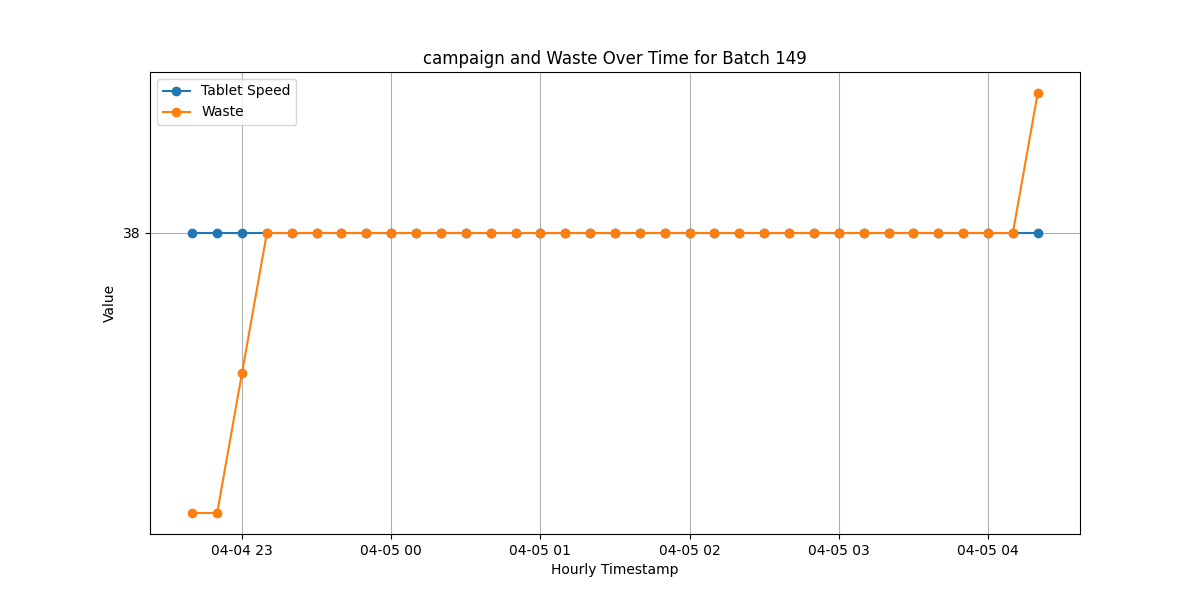 campaign and Waste Over Time for Batch 149
Tablet Speed
Waste
38
Value
04-04 23
04-05 00
04-05 01
04-05 02
04-05 03
04-05 04
Hourly Timestamp